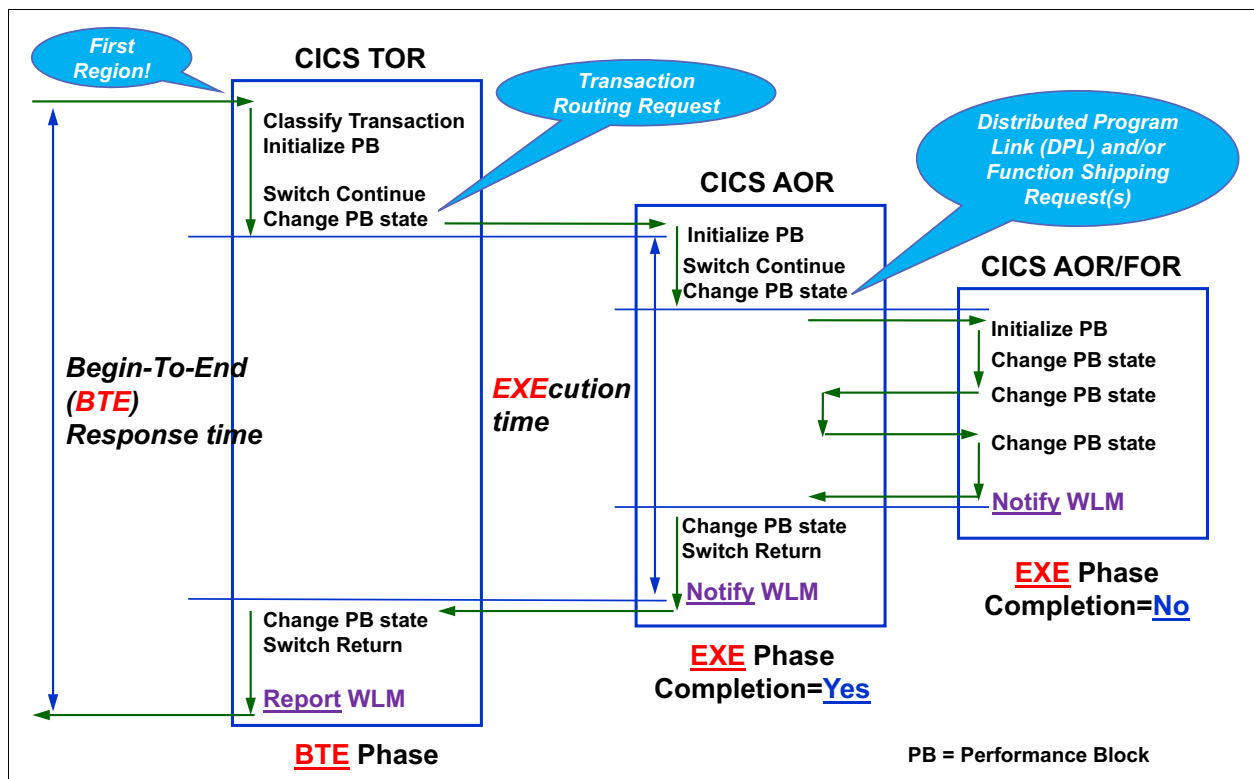 First
Region!
CICS TOR
Classify Transaction
Initialize PB
Switch Continue
Change PB state
Transaction
Routing Request
CICS AOR
Initialize PB
Switch Continue
Change PB state
Distributed Program
Link (DPL) and/or
Function Shipping
Request(s)
CICS AOR/FOR
Initialize PB
Change PB state
Change PB state
Change PB state
Notify WLM
EXE Phase
Completion=No
Begin-To-End
(BTE)
Response time
EXEcution
time
Change PB state
Switch Return
Notify WLM
EXE Phase
Completion=Yes
Change PB state
Switch Return
Report WLM
BTE Phase
PB = Performance Block